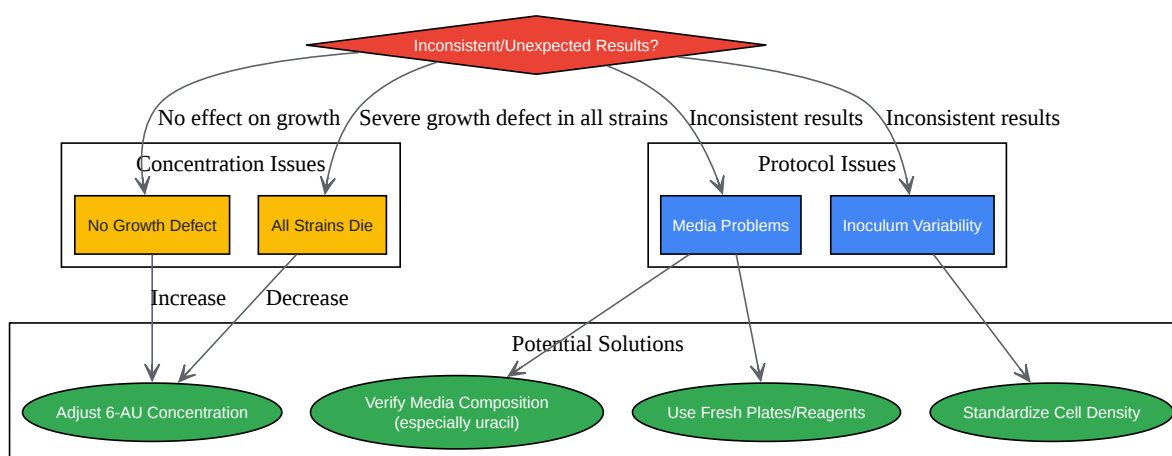 Inconsistent/Unexpected Results?
No effect on growth
Severe growth defect in all strains
Inconsistent results
Inconsistent results
Concentration Issues
Protocol Issues
No Growth Defect
All Strains Die
Media Problems
Inoculum Variability
Increase
Decrease
Potential Solutions
Adjust 6-AU Concentration
Verify Media Composition
(especially uracil)
Use Fresh Plates/Reagents
Standardize Cell Density